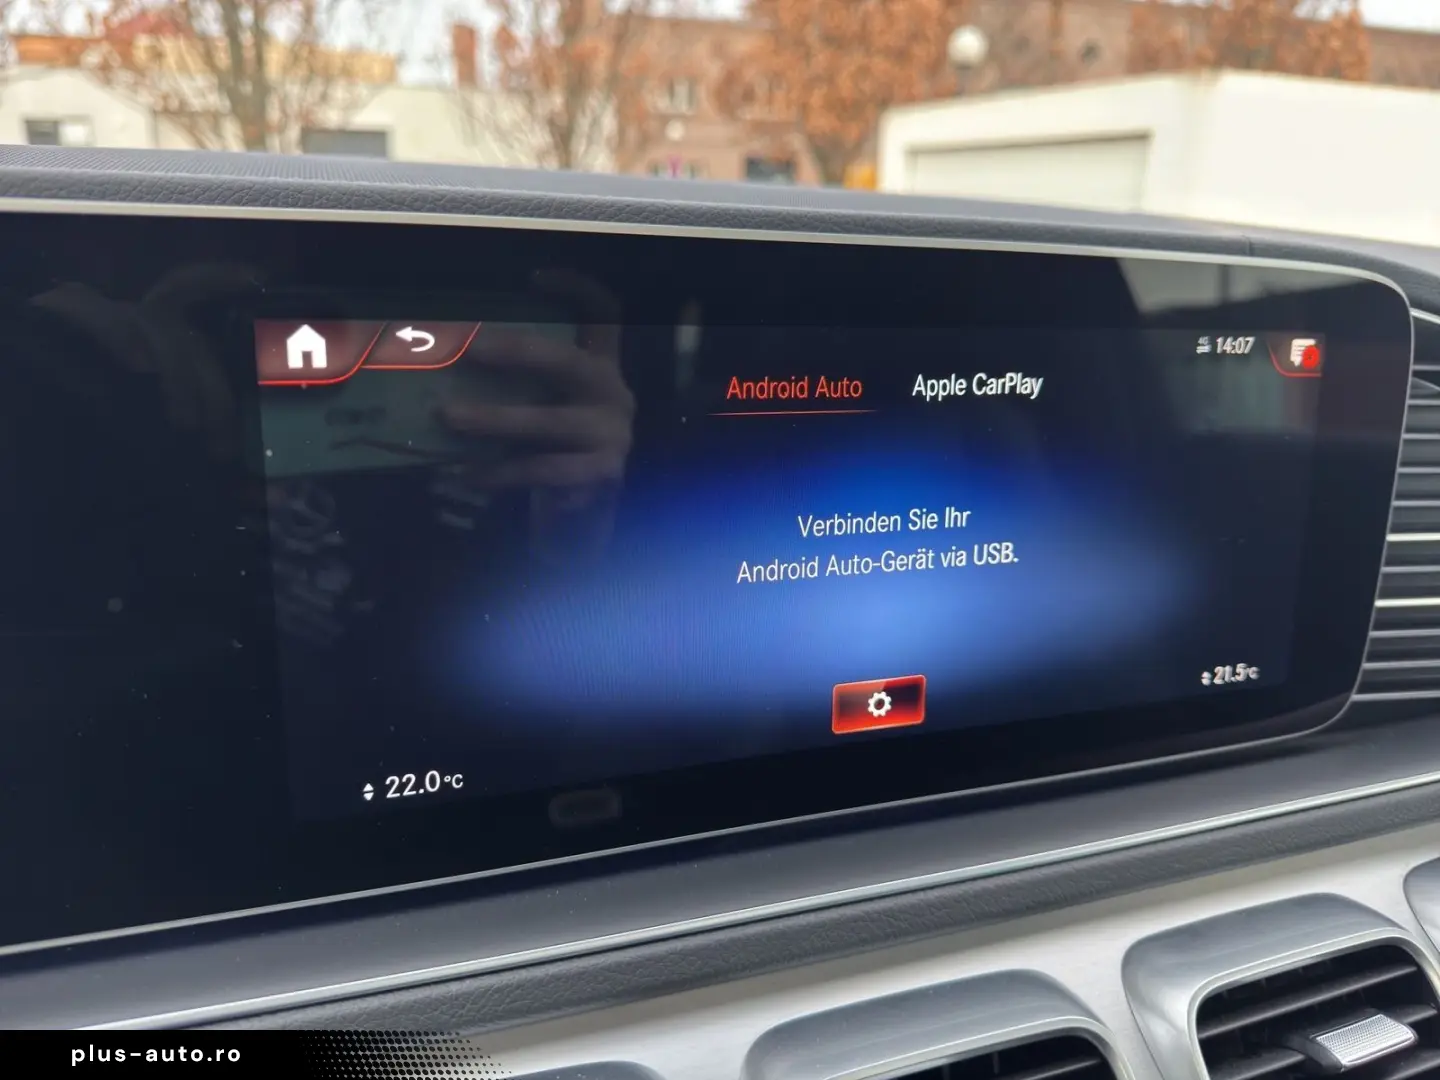 14:07
Android Auto Apple CarPlay
Verbinden Sie Ihr
Android Auto-Gerät via USB.
21.5°C
22.0°C
plus-auto.ro